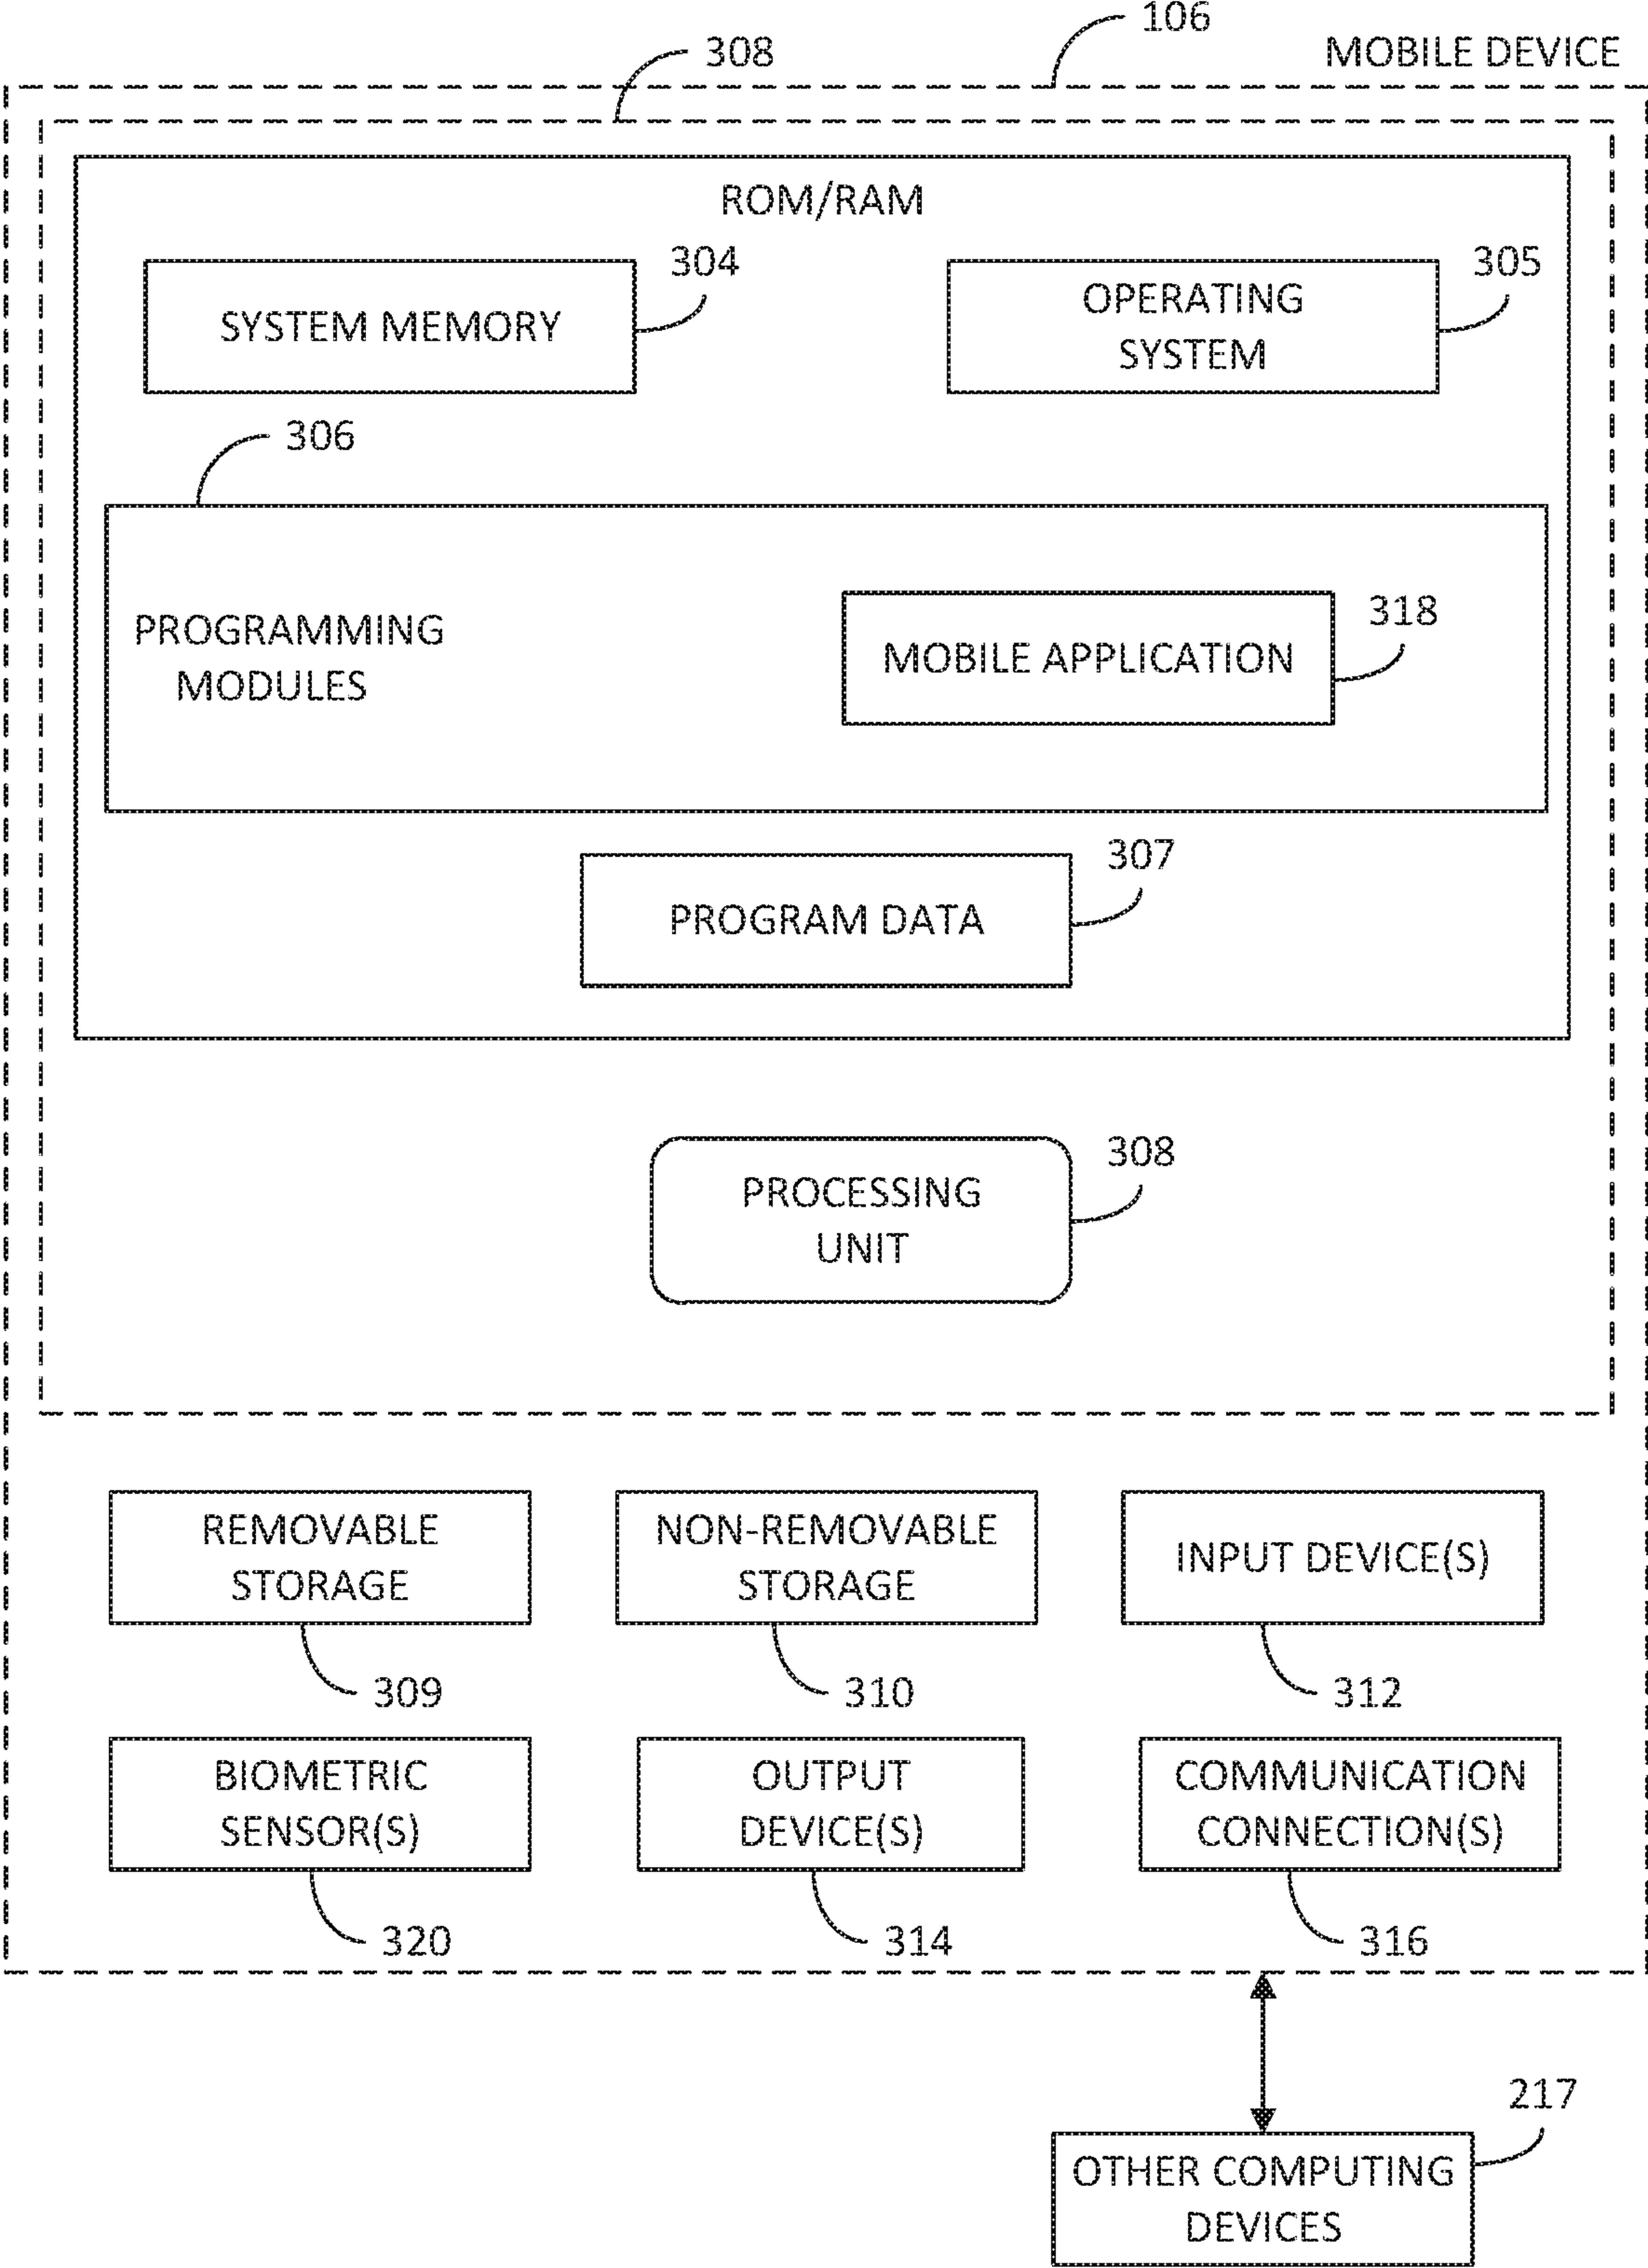 106
308
MOBILE DEVICE
ROM/RAM
304
305
SYSTEM MEMORY
OPERATING
SYSTEM
306
318
PROGRAMMING
MODULES
MOBILE APPLICATION
307
PROGRAM DATA
308
PROCESSING
UNIT
REMOVABLE
STORAGE
NON-REMOVABLE
STORAGE
INPUT DEVICE(S)
309
310
312
BIOMETRIC
SENSOR(S)
OUTPUT
DEVICE(S)
COMMUNICATION
CONNECTION(S)
320
314
316
217
OTHER COMPUTING
DEVICES